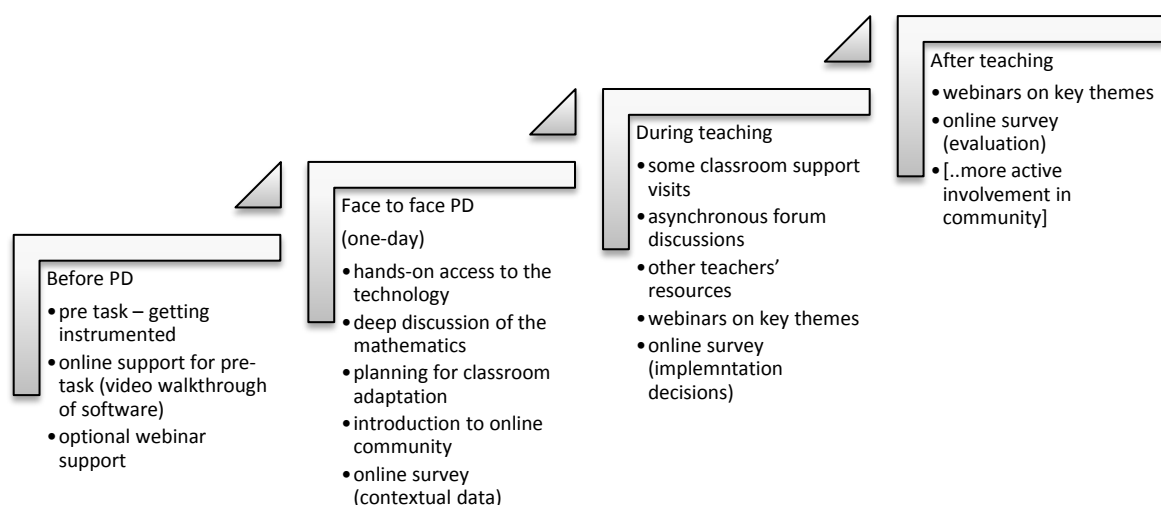 Before PD
•pre task – getting
instrumented
•online support for pre-
task (video walkthrough
of software)
•optional webinar
support
Face to face PD
(one-day)
•hands-on access to the
technology
•deep discussion of the
mathematics
•planning for classroom
adaptation
•introduction to online
community
•online survey
(contextual data)
During teaching
•some classroom support
visits
•asynchronous forum
discussions
•other teachers’
resources
•webinars on key themes
•online survey
(implemntation
decisions)
After teaching
•webinars on key themes
•online survey
(evaluation)
•[..more active
involvement in
community]